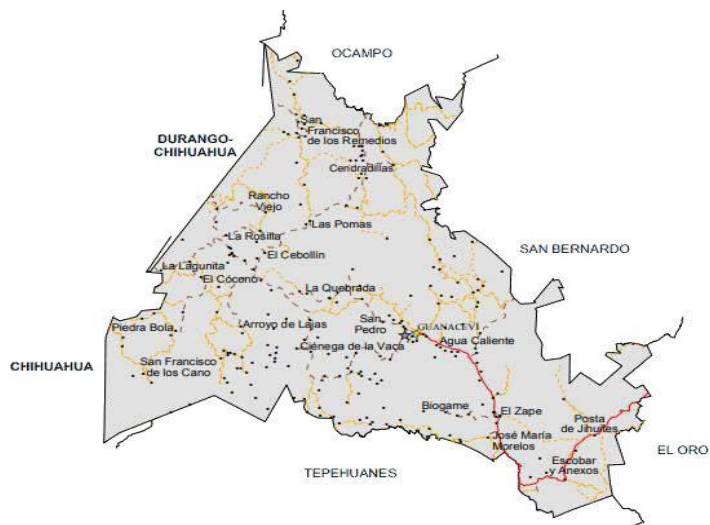 OCAMPO
San
Francisco
de los Remedios
DURANGO-
CHIHUAHUA
Cendradillas
Rancho
Viejo
Las Pomas
La Rosilla
SAN BERNARDO
El Cebollín
La Lagunita
El Cócono
La Quebrada
Piedra Bola
Arroyo de Lajas
San
Pedro
GUANACEVÍ
Agua Caliente
Ciénega de la Vaca
CHIHUAHUA
San Francisco
de los Cano
Biogame
El Zape
Posta
de Jihuites
José María
Morelos
EL ORO
Escobar
y Anexos
TEPEHUANES